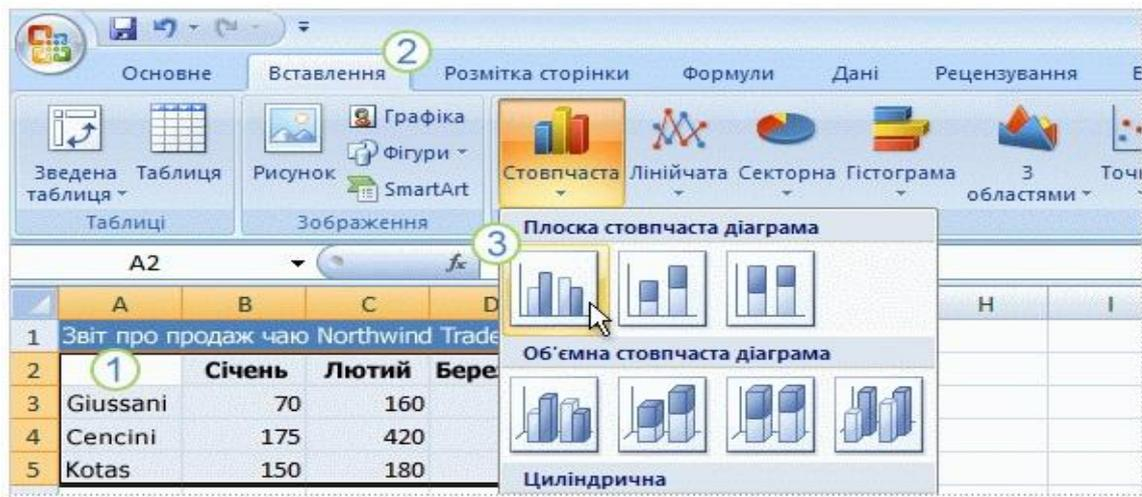 2
Основне Вставлення Розмітка сторінки Формули Дані Рецензування
Зведена таблиця
Таблиця
Рисунок
Графіка
Фігури
SmartArt
Стовпчаста Лінійчата Секторна Гістограма З областями
Таблиці Зображення
Плоска стовпчаста діаграма
3
A2 fx
A B C D H I
1 Звіт про продаж чаю Northwind Trade
Об'ємна стовпчаста діаграма
2 1 Січень Лютий Бере
3 Giussani 70 160
4 Cencini 175 420
5 Kotas 150 180
Циліндрична